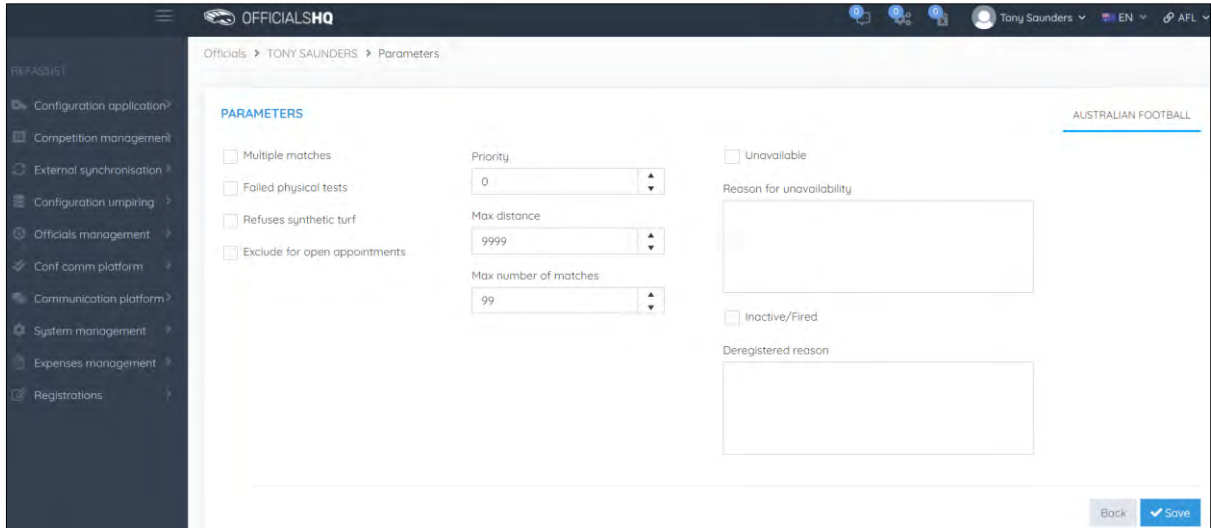 OFFICIALSHQ
0
0
0
Tony Saunders
EN
AFL
Officials > TONY SAUNDERS > Parameters
REFASSIST
Configuration application
Competition management
External synchronisation
Configuration umpiring
Officials management
Conf comm platform
Communication platform
System management
Expenses management
Registrations
PARAMETERS
AUSTRALIAN FOOTBALL
Multiple matches
Failed physical tests
Refuses synthetic turf
Exclude for open appointments
Priority
0
Max distance
9999
Max number of matches
99
Unavailable
Reason for unavailability
Inactive/Fired
Deregistered reason
Back
Save